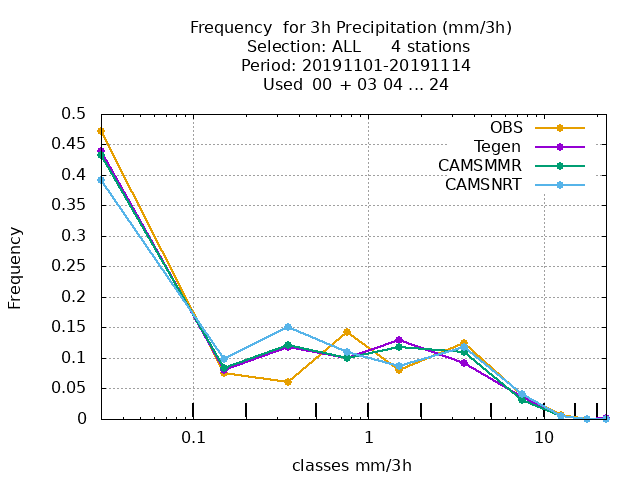 Frequency  for 3h Precipitation (mm/3h)
Selection: ALL      4 stations
Period: 20191101-20191114
Used  00  + 03 04 ... 24
OBS
Tegen
CAMSMMR
CAMSNRT
0.5
0.45
0.4
0.35
0.3
0.25
0.2
0.15
0.1
0.05
0
Frequency
0.1 1 10
classes mm/3h